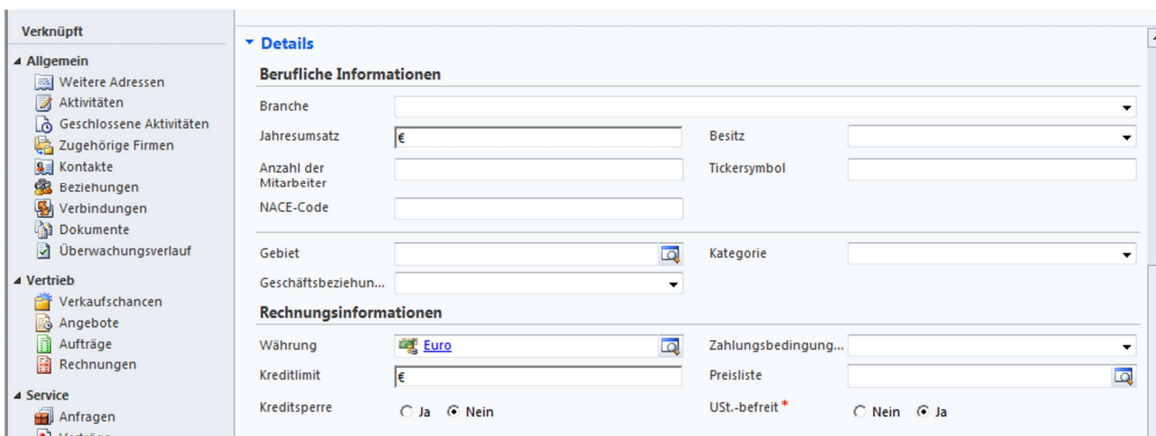 Verknüpft
Allgemein
Weitere Adressen
Aktivitäten
Geschlossene Aktivitäten
Zugehörige Firmen
Kontakte
Beziehungen
Verbindungen
Dokumente
Überwachungsverlauf
Vertrieb
Verkaufschancen
Angebote
Aufträge
Rechnungen
Service
Anfragen
Details
Berufliche Informationen
Branche
Jahresumsatz € Besitz
Anzahl der
Mitarbeiter Tickersymbol
NACE-Code
Gebiet Kategorie
Geschäftsbeziehun...
Rechnungsinformationen
Währung Euro Zahlungsbedingung...
Kreditlimit € Preisliste
Kreditsperre Ja Nein USt.-befreit * Nein Ja